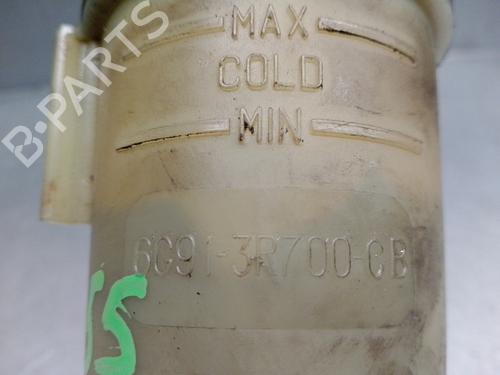 MAX
COLD
MIN
6G91-3R700-CB
B-PARTS